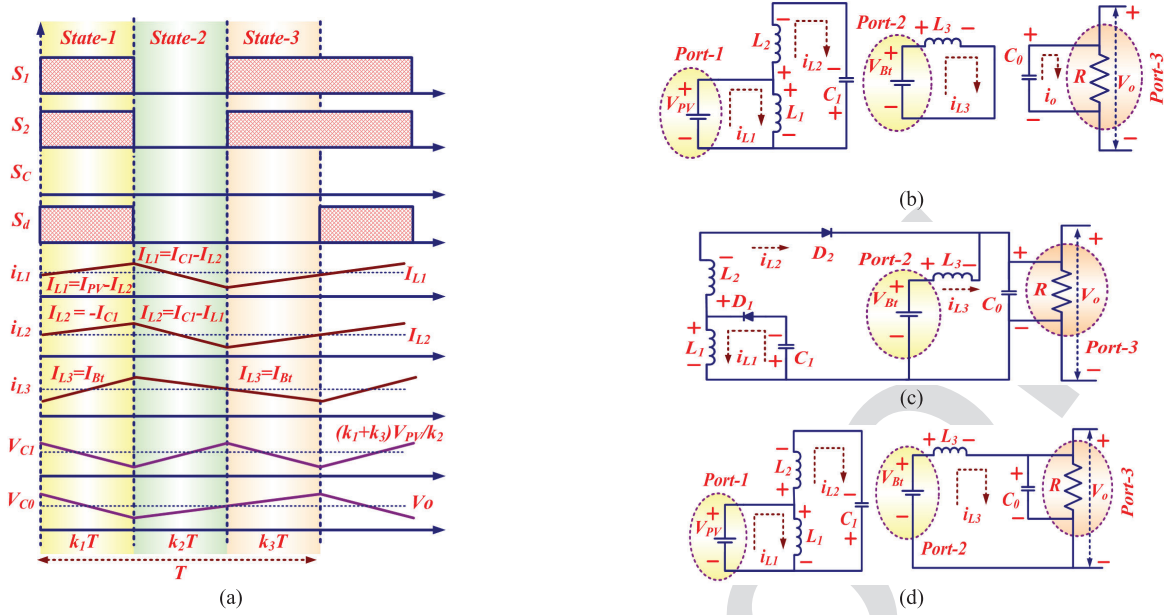 State-1 State-2 State-3
S1
S2
SC
Sd
iL1
IL1=IC1-IL2
IL1
IL1=IPV-IL2
iL2
IL2 = -IC1
IL2=IC1-IL1
IL2
iL3
IL3=IBt
IL3=IBt
VC1
(k1+k3)VPV/k2
VC0
Vo
k1T k2T k3T
T
(a)
Port-1
VPV
+
−
iL1
L1
+
−
−
L2
+
iL2
−
C1
+
Port-2
+
VBt
−
+ L3 −
iL3
+
C0
−
io
R
+
Vo
−
Port-3
(b)
D2
iL2
−
L2
+
D1
+
L1
−
iL1
−
C1
+
Port-2
+
VBt
−
+ L3 −
iL3
+
C0
−
R
+
Vo
−
Port-3
(c)
Port-1
+
VPV
−
iL1
+
L1
−
−
L2
+
iL2
−
C1
+
+ L3 −
+
VBt
−
Port-2
iL3
+
C0
−
R
+
Vo
−
Port-3
(d)